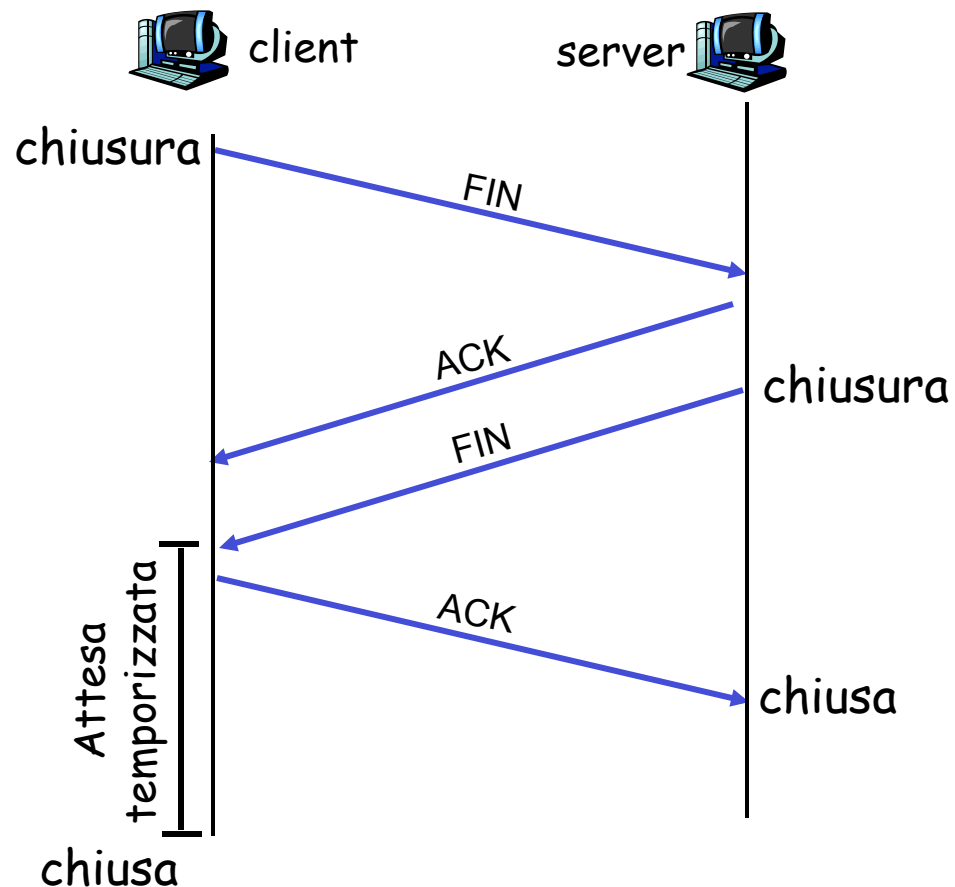 client
server
chiusura
FIN
ACK
chiusura
FIN
Attesa
temporizzata
ACK
chiusa
chiusa